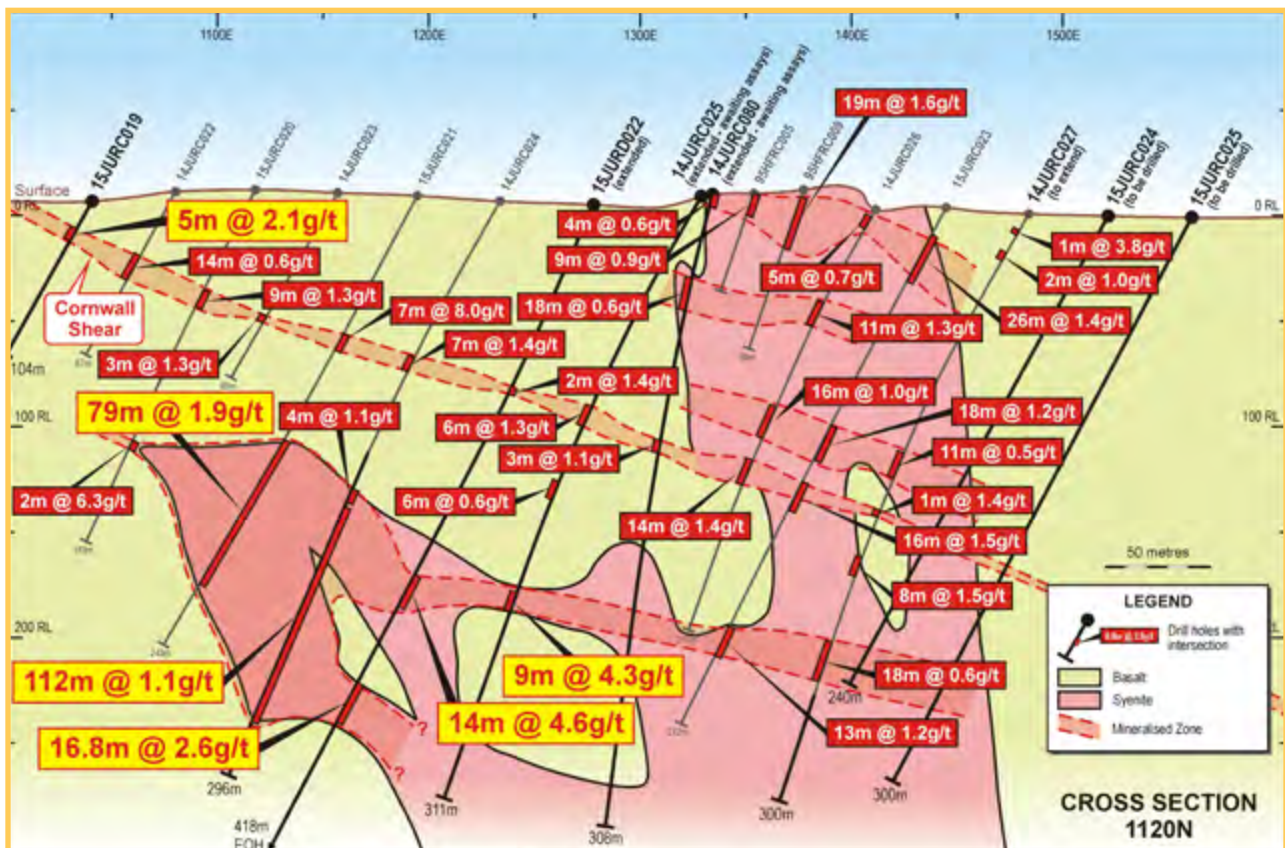 1100E
1200E
1300E
1400E
1500E
15JURC019
14JURC022
15JURC020
14JURC023
15JURC021
14JURC024
15JURD022
(extended)
14JURC025
(extended - awaiting assays)
14JURC080
(extended - awaiting assays)
95HFRC005
95HFRC009
14JURC026
15JURC023
14JURC027
(to extend)
15JURC024
(to be drilled)
15JURC025
(to be drilled)
Surface
0 RL
0 RL
19m @ 1.6g/t
5m @ 2.1g/t
4m @ 0.6g/t
1m @ 3.8g/t
14m @ 0.6g/t
9m @ 0.9g/t
5m @ 0.7g/t
2m @ 1.0g/t
9m @ 1.3g/t
Cornwall
Shear
7m @ 8.0g/t
18m @ 0.6g/t
11m @ 1.3g/t
26m @ 1.4g/t
7m @ 1.4g/t
3m @ 1.3g/t
104m
2m @ 1.4g/t
16m @ 1.0g/t
79m @ 1.9g/t
4m @ 1.1g/t
18m @ 1.2g/t
100 RL
100 RL
6m @ 1.3g/t
3m @ 1.1g/t
11m @ 0.5g/t
2m @ 6.3g/t
6m @ 0.6g/t
1m @ 1.4g/t
14m @ 1.4g/t
16m @ 1.5g/t
50 metres
8m @ 1.5g/t
200 RL
LEGEND
Drill holes with
intersection
Basalt
Syenite
Mineralised Zone
112m @ 1.1g/t
9m @ 4.3g/t
18m @ 0.6g/t
240m
14m @ 4.6g/t
16.8m @ 2.6g/t
?
?
13m @ 1.2g/t
296m
311m
308m
300m
300m
418m
EOH
CROSS SECTION
1120N